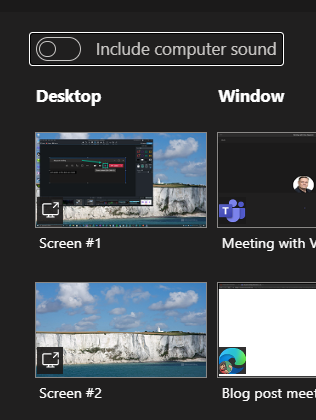 Include computer sound
Desktop
Window
Screen #1
Meeting with V
Screen #2
Blog post meet